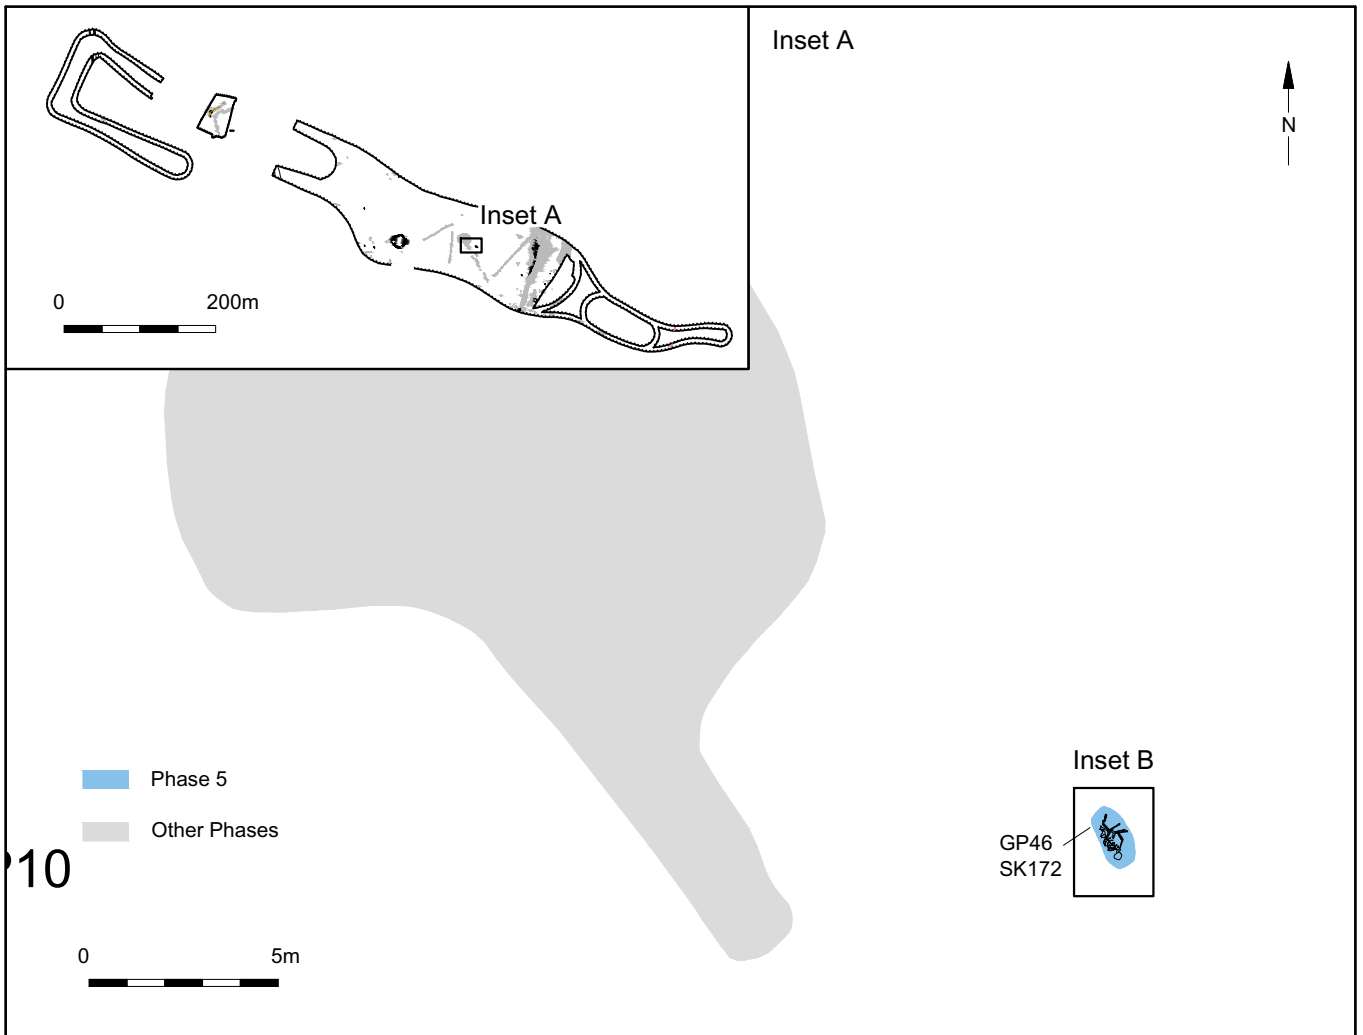 Inset A
N
Inset A
0 200m
Inset B
Phase 5
Other Phases
GP46
SK172
10
0 5m